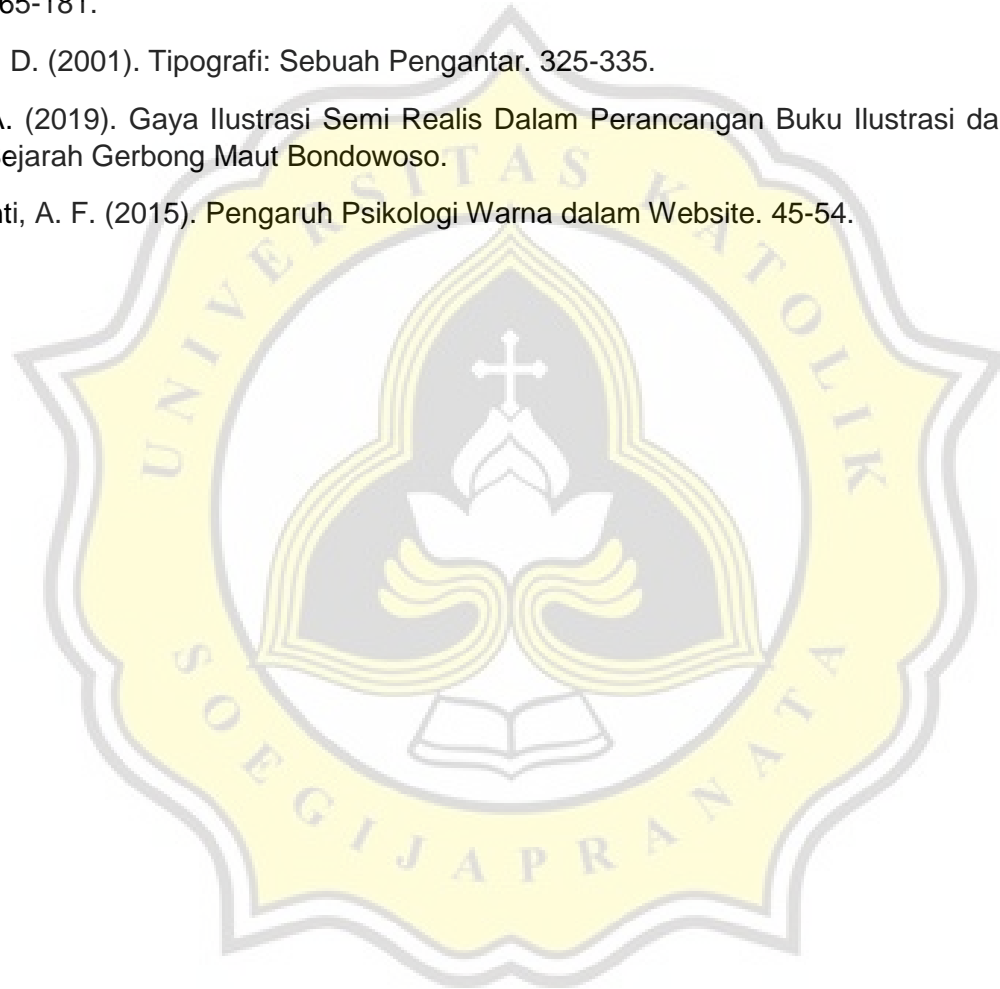 65-181.
D. (2001). Tipografi: Sebuah Pengantar. 325-335.
A. (2019). Gaya Ilustrasi Semi Realis Dalam Perancangan Buku Ilustrasi da
ejarah Gerbong Maut Bondowoso.
ti, A. F. (2015). Pengaruh Psikologi Warna dalam Website. 45-54.
UNIVERSITAS KATOLIK
SOEGIJAPRANATA